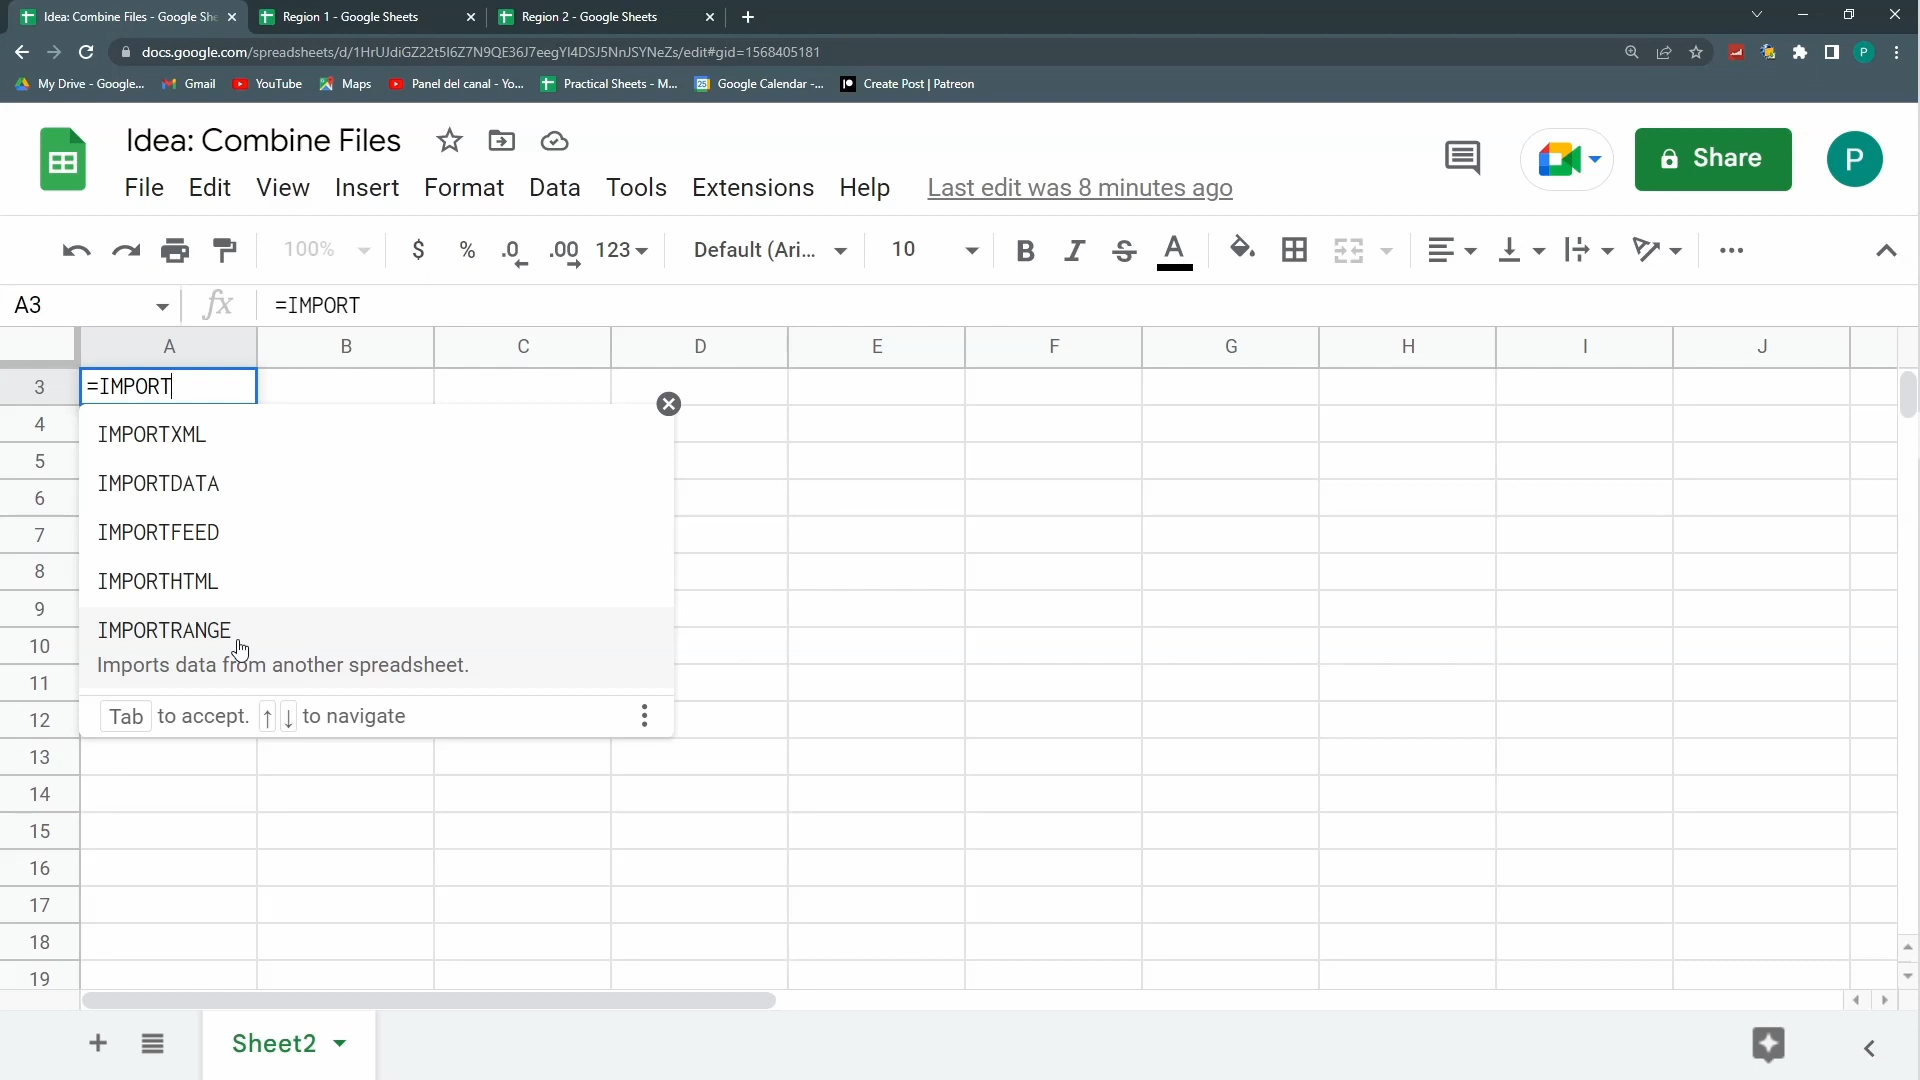 Idea: Combine Files - Google She
Region 1 - Google Sheets
Region 2 - Google Sheets
docs.google.com/spreadsheets/d/1HrUJdiGZ22t5I6Z7N9QE36J7eegYI4DSJ5NnJSYNeZs/edit#gid=1568405181
My Drive - Google... Gmail YouTube Maps Panel del canal - Yo... Practical Sheets - M... Google Calendar -... Create Post | Patreon
Idea: Combine Files
Share
P
File Edit View Insert Format Data Tools Extensions Help Last edit was 8 minutes ago
100% $ % .0 .00 123 Default (Ari... 10 B I S A
A3 fx =IMPORT
A B C D E F G H I J
3 =IMPORT
4 IMPORTXML
5 IMPORTDATA
6
7 IMPORTFEED
8 IMPORTHTML
9
10 IMPORTRANGE
Imports data from another spreadsheet.
11
12 Tab to accept. ↑ ↓ to navigate
13
14
15
16
17
18
19
Sheet2